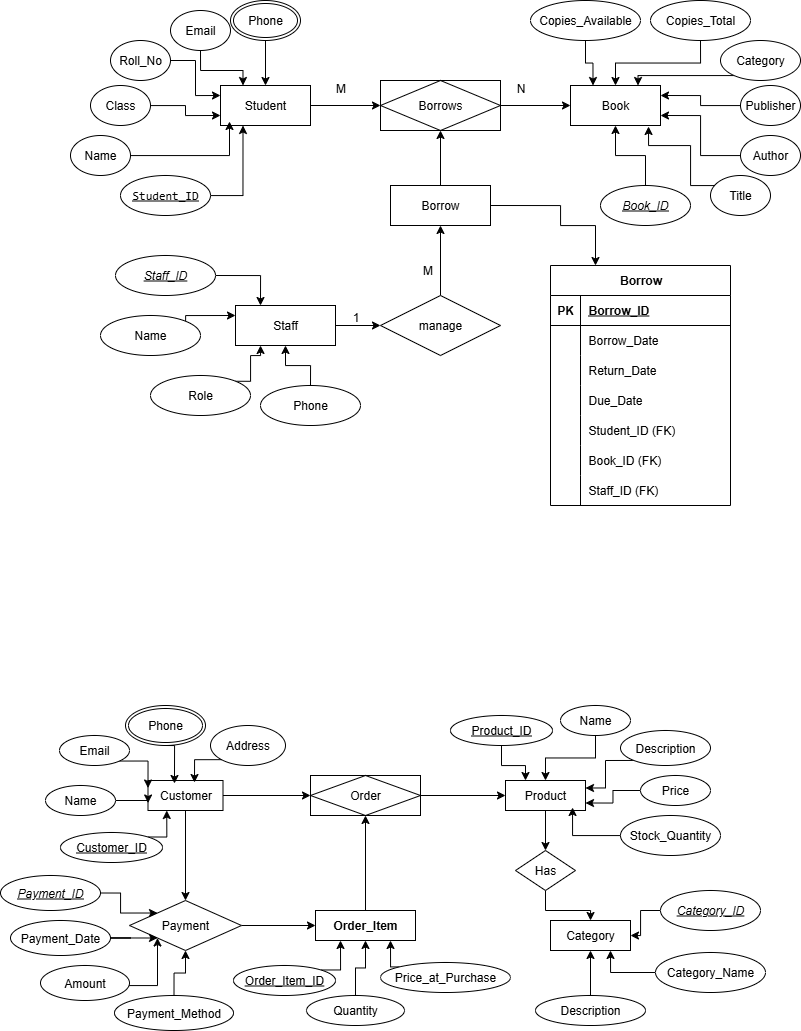 Phone
Copies_Available
Copies_Total
Email
Roll_No
Category
Class
Student
M
Borrows
N
Book
Publisher
Name
Author
Student_ID
Borrow
Book_ID
Title
Staff_ID
M
Borrow
PK
Borrow_ID
Name
Staff
1
manage
Borrow_Date
Return_Date
Due_Date
Role
Phone
Student_ID (FK)
Book_ID (FK)
Staff_ID (FK)
Phone
Product_ID
Name
Email
Address
Description
Name
Customer
Order
Product
Price
Customer_ID
Stock_Quantity
Has
Payment_ID
Payment
Order_Item
Category_ID
Payment_Date
Category
Amount
Order_Item_ID
Price_at_Purchase
Category_Name
Payment_Method
Quantity
Description